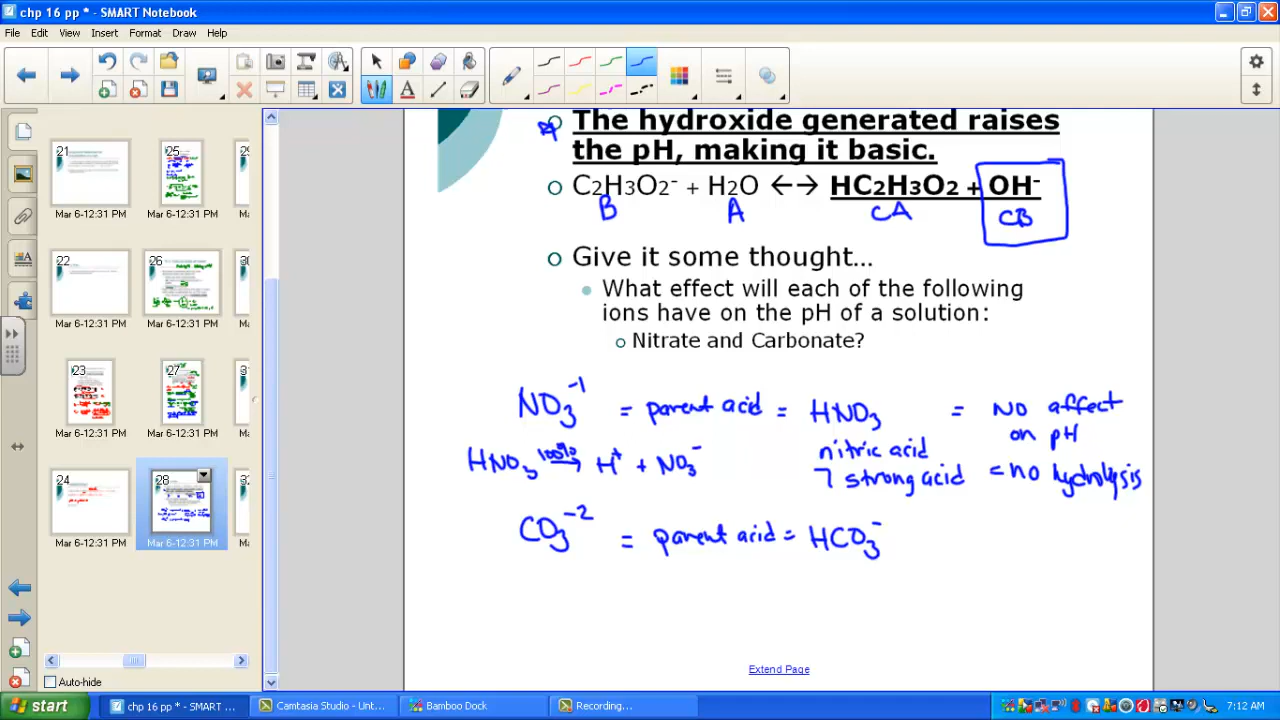 chp 16 pp * - SMART Notebook
File Edit View Insert Format Draw Help
21
Mar 6-12:31 PM
25
Mar 6-12:31 PM
22
Mar 6-12:31 PM
26
Mar 6-12:31 PM
23
Mar 6-12:31 PM
27
Mar 6-12:31 PM
24
Mar 6-12:31 PM
28
Mar 6-12:31 PM
Auto-hide
The hydroxide generated raises
the pH, making it basic.
C2H3O2- + H2O ←→ HC2H3O2 + OH-
B A CA CB
Give it some thought...
What effect will each of the following
ions have on the pH of a solution:
Nitrate and Carbonate?
NO3-1 = parent acid = HNO3 = NO affect
on pH
HNO3 100%→ H+ + NO3- nitric acid
7 strong acid = no hydrolysis
CO3-2 = parent acid = HCO3-
Extend Page
start
chp 16 pp * - SMART ...
Camtasia Studio - Unt...
Bamboo Dock
Recording...
7:12 AM